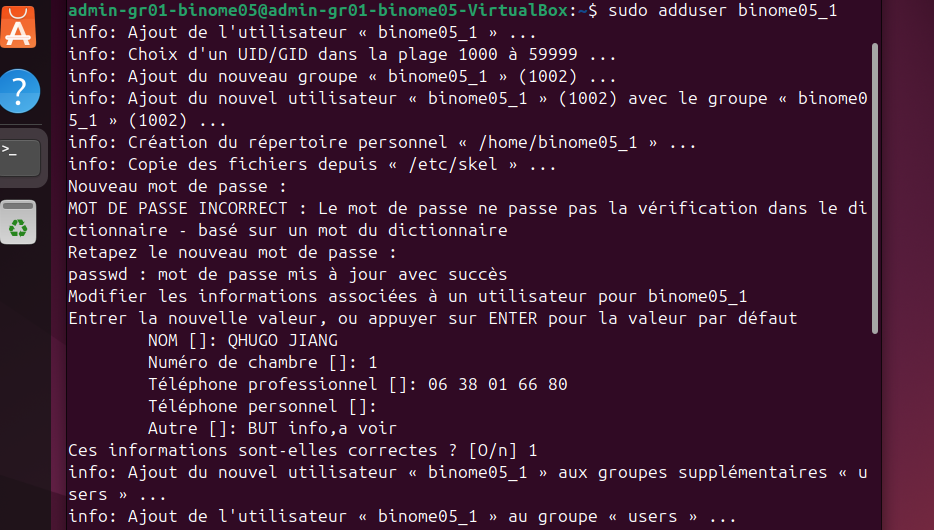 admin-gr01-binome05@admin-gr01-binome05-VirtualBox:~$ sudo adduser binome05_1
info: Ajout de l'utilisateur « binome05_1 » ...
info: Choix d'un UID/GID dans la plage 1000 à 59999 ...
info: Ajout du nouveau groupe « binome05_1 » (1002) ...
info: Ajout du nouvel utilisateur « binome05_1 » (1002) avec le groupe « binome0
5_1 » (1002) ...
info: Création du répertoire personnel « /home/binome05_1 » ...
info: Copie des fichiers depuis « /etc/skel » ...
Nouveau mot de passe :
MOT DE PASSE INCORRECT : Le mot de passe ne passe pas la vérification dans le di
ctionnaire - basé sur un mot du dictionnaire
Retapez le nouveau mot de passe :
passwd : mot de passe mis à jour avec succès
Modifier les informations associées à un utilisateur pour binome05_1
Entrer la nouvelle valeur, ou appuyer sur ENTER pour la valeur par défaut
NOM []: QHUGO JIANG
Numéro de chambre []: 1
Téléphone professionnel []: 06 38 01 66 80
Téléphone personnel []:
Autre []: BUT info,a voir
Ces informations sont-elles correctes ? [O/n] 1
info: Ajout du nouvel utilisateur « binome05_1 » aux groupes supplémentaires « u
sers » ...
info: Ajout de l'utilisateur « binome05_1 » au groupe « users » ...